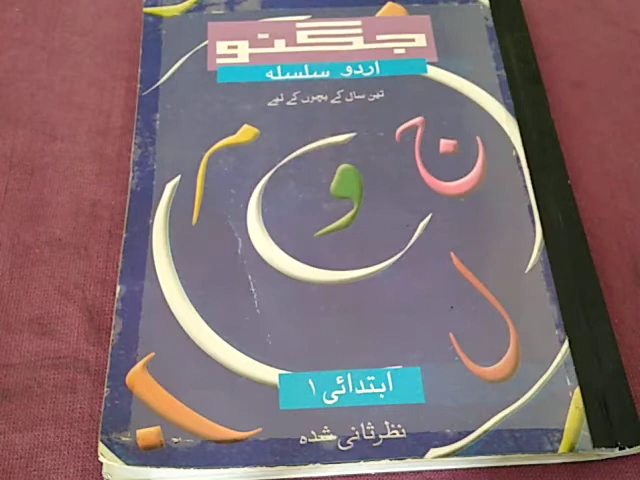 جگنو
اردو سلسلہ
تین سال کے بچوں کے لیے
م و ج
ل
ب
ابتدائی ۱
نظر ثانی شدہ